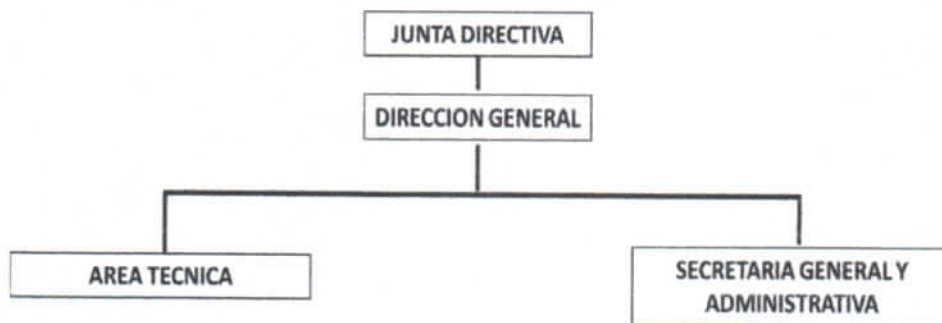 JUNTA DIRECTIVA
DIRECCION GENERAL
AREA TECNICA
SECRETARIA GENERAL Y
ADMINISTRATIVA